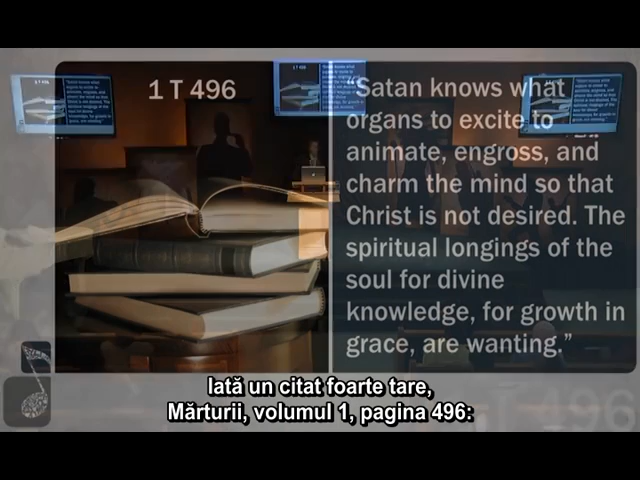 1 T 496
“Satan knows what
organs to excite to
animate, engross, and
charm the mind so that
Christ is not desired. The
spiritual longings of the
soul for divine
knowledge, for growth in
grace, are wanting.”
Iată un citat foarte tare,
Mărturii, volumul 1, pagina 496: